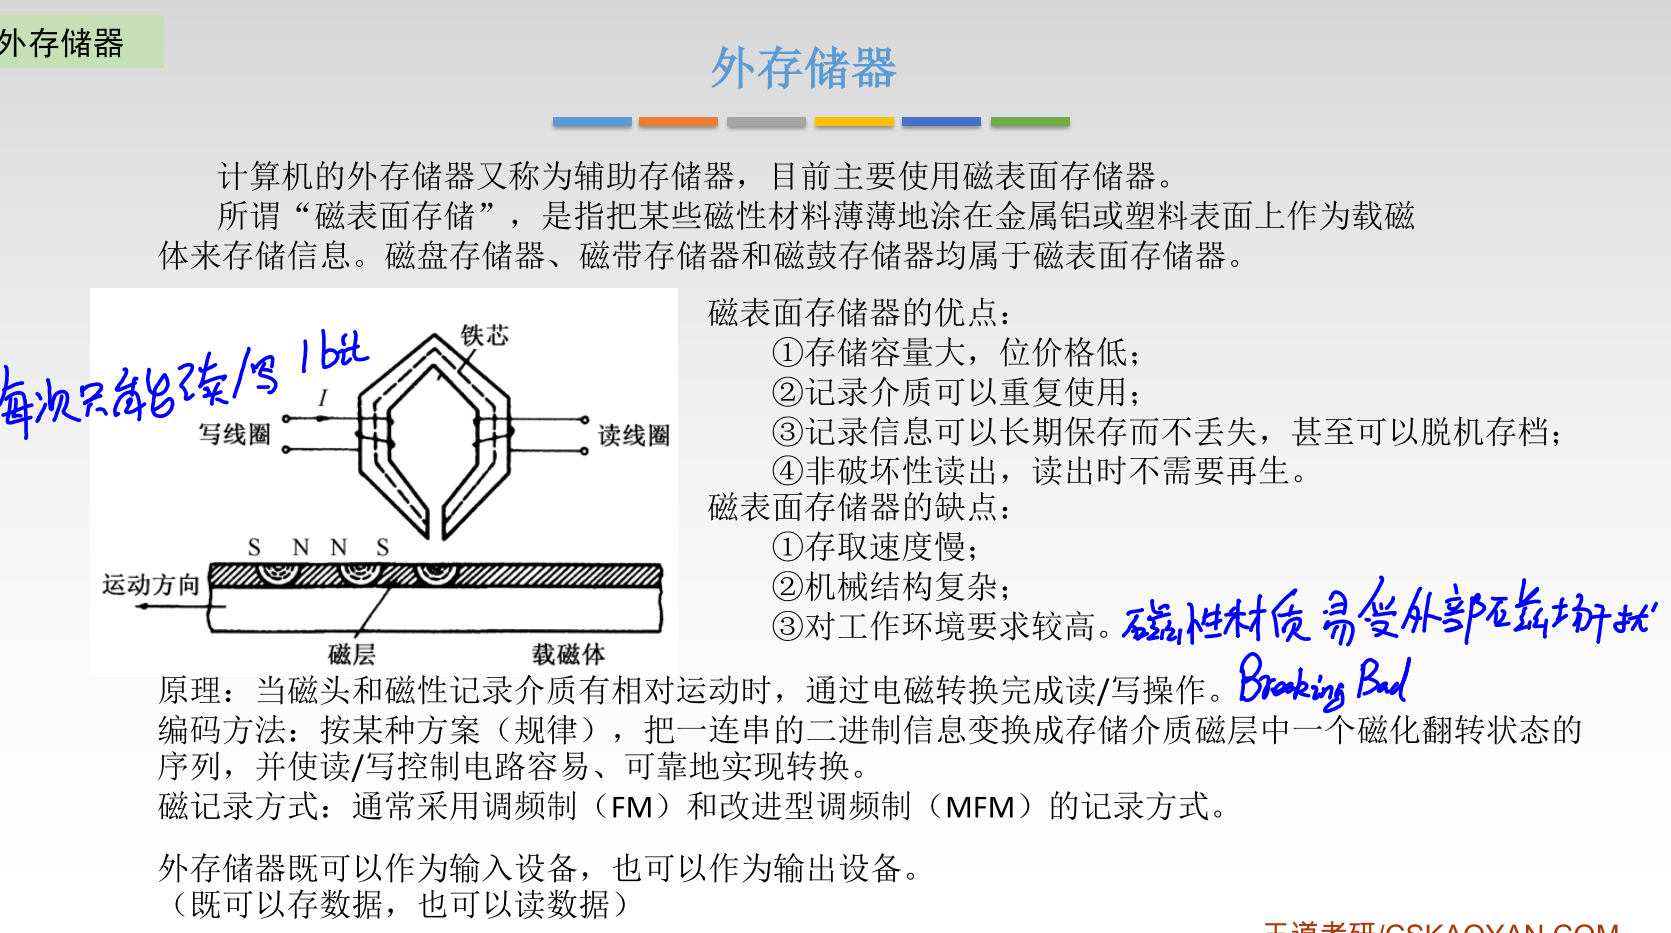 外存储器
外存储器
计算机的外存储器又称为辅助存储器，目前主要使用磁表面存储器。
所谓“磁表面存储”，是指把某些磁性材料薄薄地涂在金属铝或塑料表面上作为载磁
体来存储信息。磁盘存储器、磁带存储器和磁鼓存储器均属于磁表面存储器。
每次只能读/写 1bit
铁芯
I
写线圈
读线圈
S N N S
运动方向
磁层
载磁体
磁表面存储器的优点：
①存储容量大，位价格低；
②记录介质可以重复使用；
③记录信息可以长期保存而不丢失，甚至可以脱机存档；
④非破坏性读出，读出时不需要再生。
磁表面存储器的缺点：
①存取速度慢；
②机械结构复杂；
③对工作环境要求较高。
磁性材质易受外部磁场干扰
Breaking Bad
原理：当磁头和磁性记录介质有相对运动时，通过电磁转换完成读/写操作。
编码方法：按某种方案（规律），把一连串的二进制信息变换成存储介质磁层中一个磁化翻转状态的
序列，并使读/写控制电路容易、可靠地实现转换。
磁记录方式：通常采用调频制（FM）和改进型调频制（MFM）的记录方式。
外存储器既可以作为输入设备，也可以作为输出设备。
（既可以存数据，也可以读数据）
王道考研/CSKAOYAN.COM